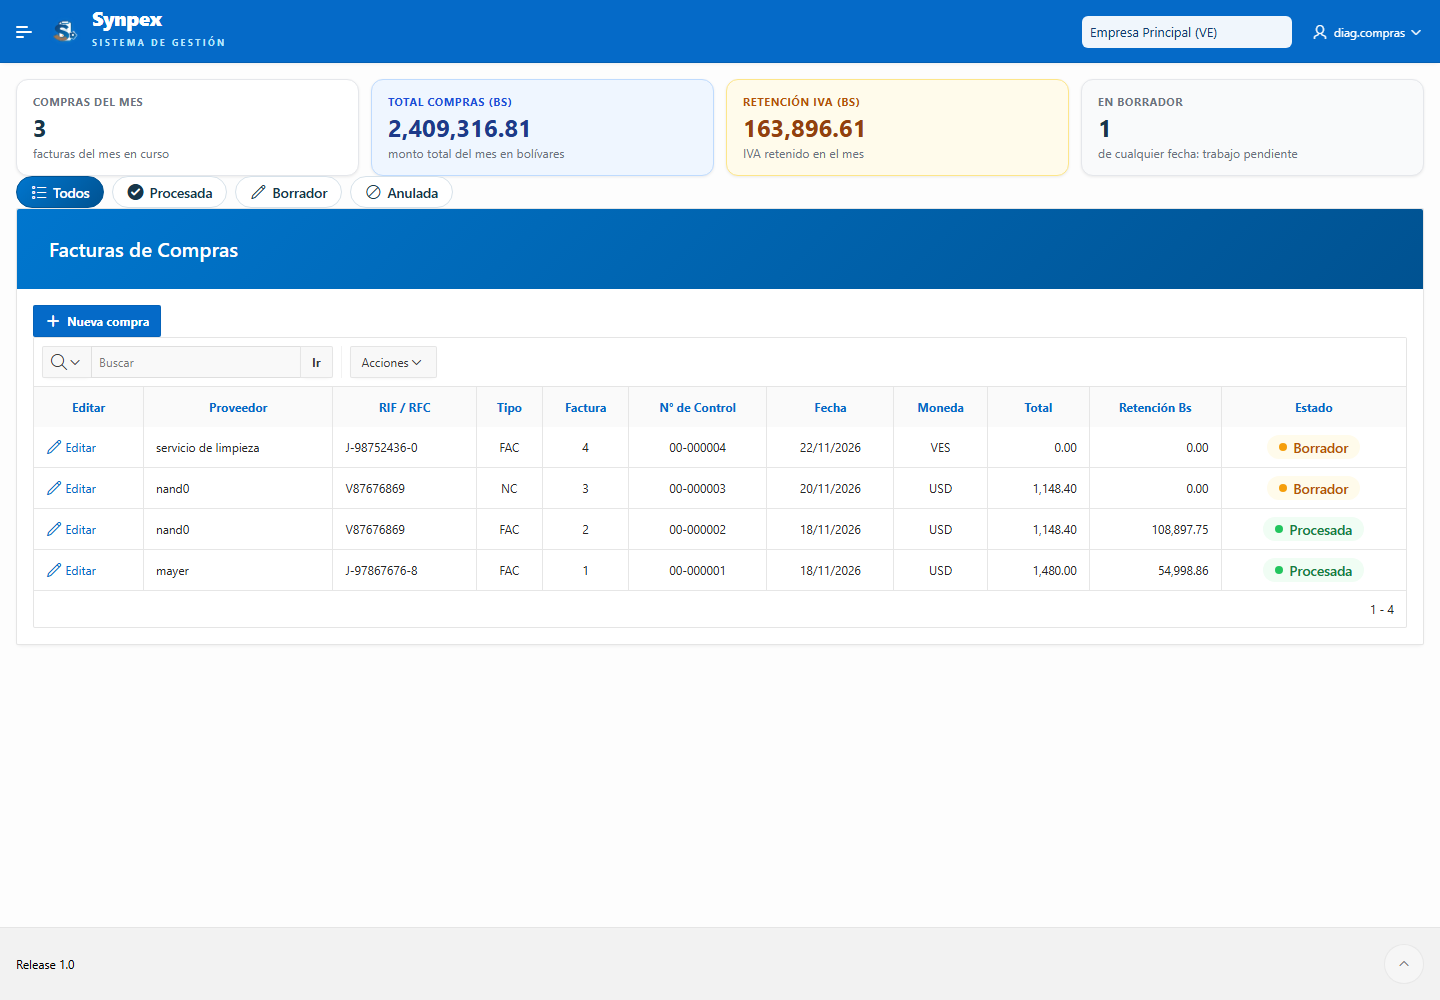 Synpex
SISTEMA DE GESTIÓN
Empresa Principal (VE)
diag.compras
COMPRAS DEL MES
3
facturas del mes en curso
TOTAL COMPRAS (BS)
2,409,316.81
monto total del mes en bolívares
RETENCIÓN IVA (BS)
163,896.61
IVA retenido en el mes
EN BORRADOR
1
de cualquier fecha: trabajo pendiente
Todos Procesada Borrador Anulada
Facturas de Compras
Nueva compra
Buscar Ir Acciones
Editar Proveedor RIF / RFC Tipo Factura N° de Control Fecha Moneda Total Retención Bs Estado
Editar servicio de limpieza J-98752436-0 FAC 4 00-000004 22/11/2026 VES 0.00 0.00 Borrador
Editar nand0 V87676869 NC 3 00-000003 20/11/2026 USD 1,148.40 0.00 Borrador
Editar nand0 V87676869 FAC 2 00-000002 18/11/2026 USD 1,148.40 108,897.75 Procesada
Editar mayer J-97867676-8 FAC 1 00-000001 18/11/2026 USD 1,480.00 54,998.86 Procesada
1 - 4
Release 1.0